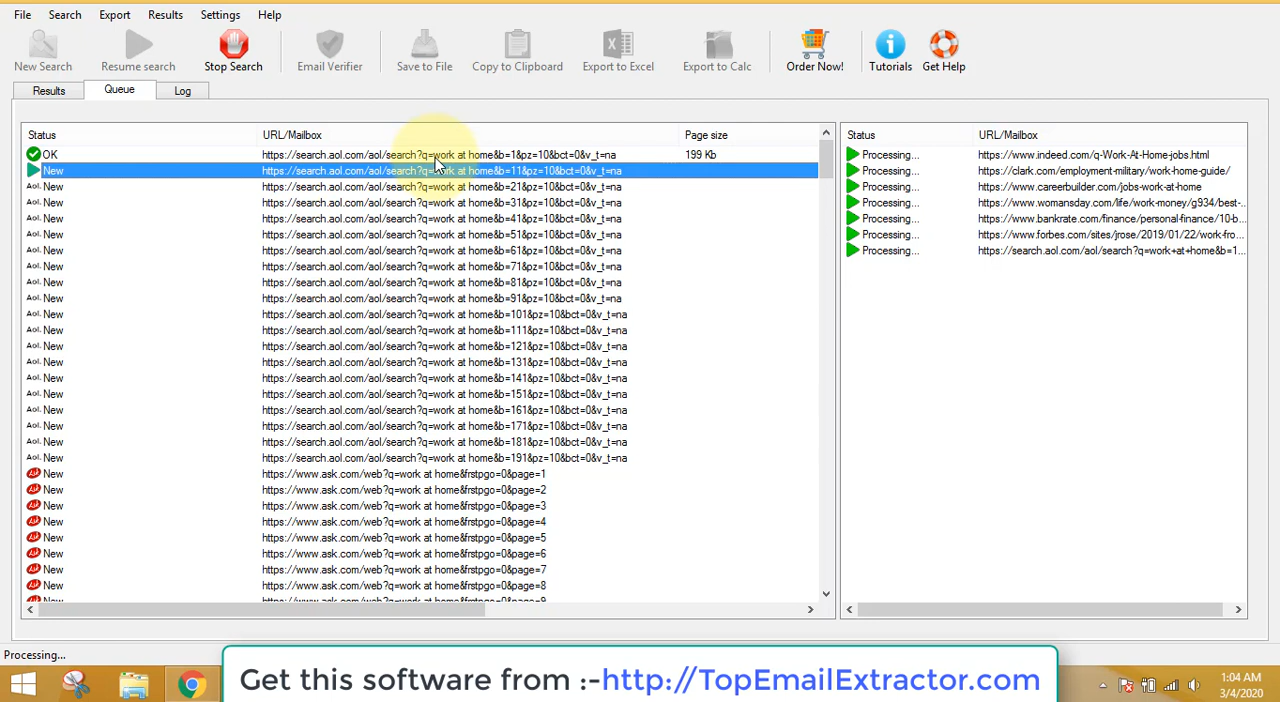 File Search Export Results Settings Help
New Search Resume search Stop Search Email Verifier Save to File Copy to Clipboard Export to Excel Export to Calc Order Now! Tutorials Get Help
Results Queue Log
Status URL/Mailbox Page size Status URL/Mailbox
OK https://search.aol.com/aol/search?q=work at home&b=1&pz=10&bct=0&v_t=na 199 Kb Processing... https://www.indeed.com/q-Work-At-Home-jobs.html
New https://search.aol.com/aol/search?q=work at home&b=11&pz=10&bct=0&v_t=na Processing... https://clark.com/employment-military/work-home-guide/
Aol. New https://search.aol.com/aol/search?q=work at home&b=21&pz=10&bct=0&v_t=na Processing... https://www.careerbuilder.com/jobs-work-at-home
Aol. New https://search.aol.com/aol/search?q=work at home&b=31&pz=10&bct=0&v_t=na Processing... https://www.womansday.com/life/work-money/g934/best-...
Aol. New https://search.aol.com/aol/search?q=work at home&b=41&pz=10&bct=0&v_t=na Processing... https://www.bankrate.com/finance/personal-finance/10-b...
Aol. New https://search.aol.com/aol/search?q=work at home&b=51&pz=10&bct=0&v_t=na Processing... https://www.forbes.com/sites/jrose/2019/01/22/work-fro...
Aol. New https://search.aol.com/aol/search?q=work at home&b=61&pz=10&bct=0&v_t=na Processing... https://search.aol.com/aol/search?q=work+at+home&b=1...
Aol. New https://search.aol.com/aol/search?q=work at home&b=71&pz=10&bct=0&v_t=na
Aol. New https://search.aol.com/aol/search?q=work at home&b=81&pz=10&bct=0&v_t=na
Aol. New https://search.aol.com/aol/search?q=work at home&b=91&pz=10&bct=0&v_t=na
Aol. New https://search.aol.com/aol/search?q=work at home&b=101&pz=10&bct=0&v_t=na
Aol. New https://search.aol.com/aol/search?q=work at home&b=111&pz=10&bct=0&v_t=na
Aol. New https://search.aol.com/aol/search?q=work at home&b=121&pz=10&bct=0&v_t=na
Aol. New https://search.aol.com/aol/search?q=work at home&b=131&pz=10&bct=0&v_t=na
Aol. New https://search.aol.com/aol/search?q=work at home&b=141&pz=10&bct=0&v_t=na
Aol. New https://search.aol.com/aol/search?q=work at home&b=151&pz=10&bct=0&v_t=na
Aol. New https://search.aol.com/aol/search?q=work at home&b=161&pz=10&bct=0&v_t=na
Aol. New https://search.aol.com/aol/search?q=work at home&b=171&pz=10&bct=0&v_t=na
Aol. New https://search.aol.com/aol/search?q=work at home&b=181&pz=10&bct=0&v_t=na
Aol. New https://search.aol.com/aol/search?q=work at home&b=191&pz=10&bct=0&v_t=na
Ask New https://www.ask.com/web?q=work at home&frstpgo=0&page=1
Ask New https://www.ask.com/web?q=work at home&frstpgo=0&page=2
Ask New https://www.ask.com/web?q=work at home&frstpgo=0&page=3
Ask New https://www.ask.com/web?q=work at home&frstpgo=0&page=4
Ask New https://www.ask.com/web?q=work at home&frstpgo=0&page=5
Ask New https://www.ask.com/web?q=work at home&frstpgo=0&page=6
Ask New https://www.ask.com/web?q=work at home&frstpgo=0&page=7
Ask New https://www.ask.com/web?q=work at home&frstpgo=0&page=8
Processing...
Get this software from :-http://TopEmailExtractor.com
1:04 AM
3/4/2020